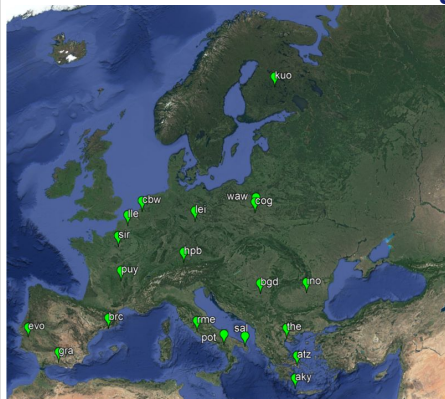 kuo
waw
cog
cbw
lei
lle
sir
hpb
puy
bgd
ino
brc
rme
evo
pot
sal
the
gra
atz
aky